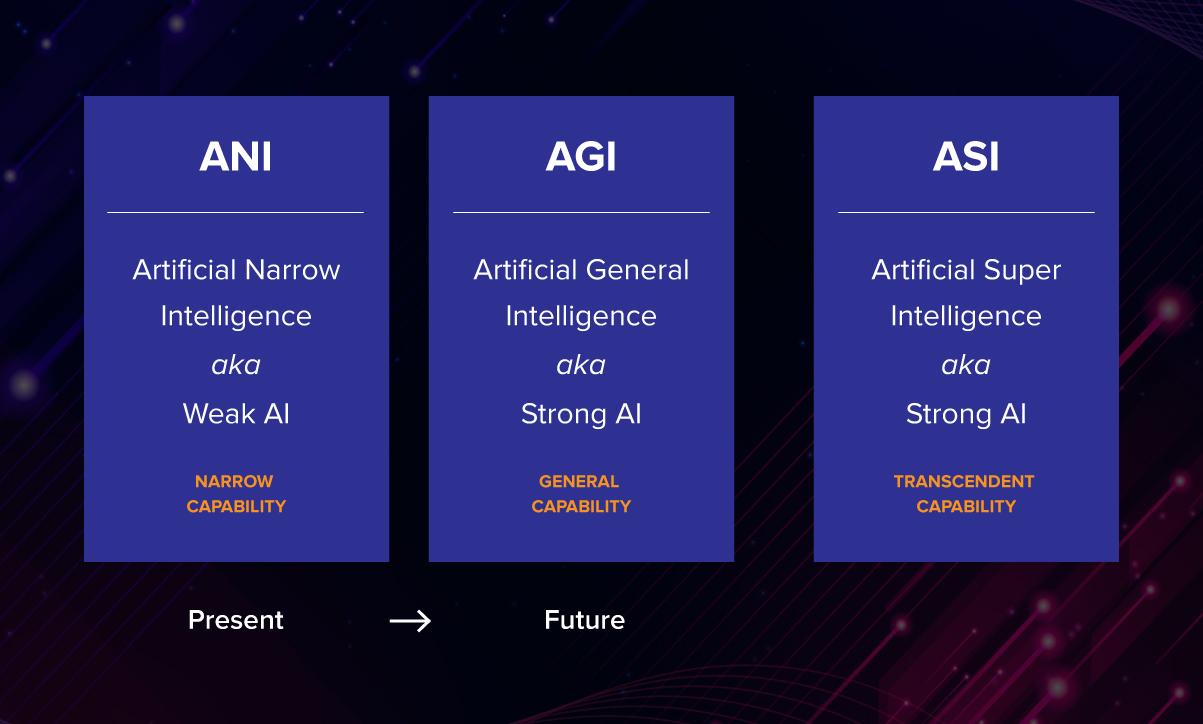 ANI
Artificial Narrow
Intelligence
aka
Weak AI
NARROW
CAPABILITY
AGI
Artificial General
Intelligence
aka
Strong AI
GENERAL
CAPABILITY
ASI
Artificial Super
Intelligence
aka
Strong AI
TRANSCENDENT
CAPABILITY
Present → Future